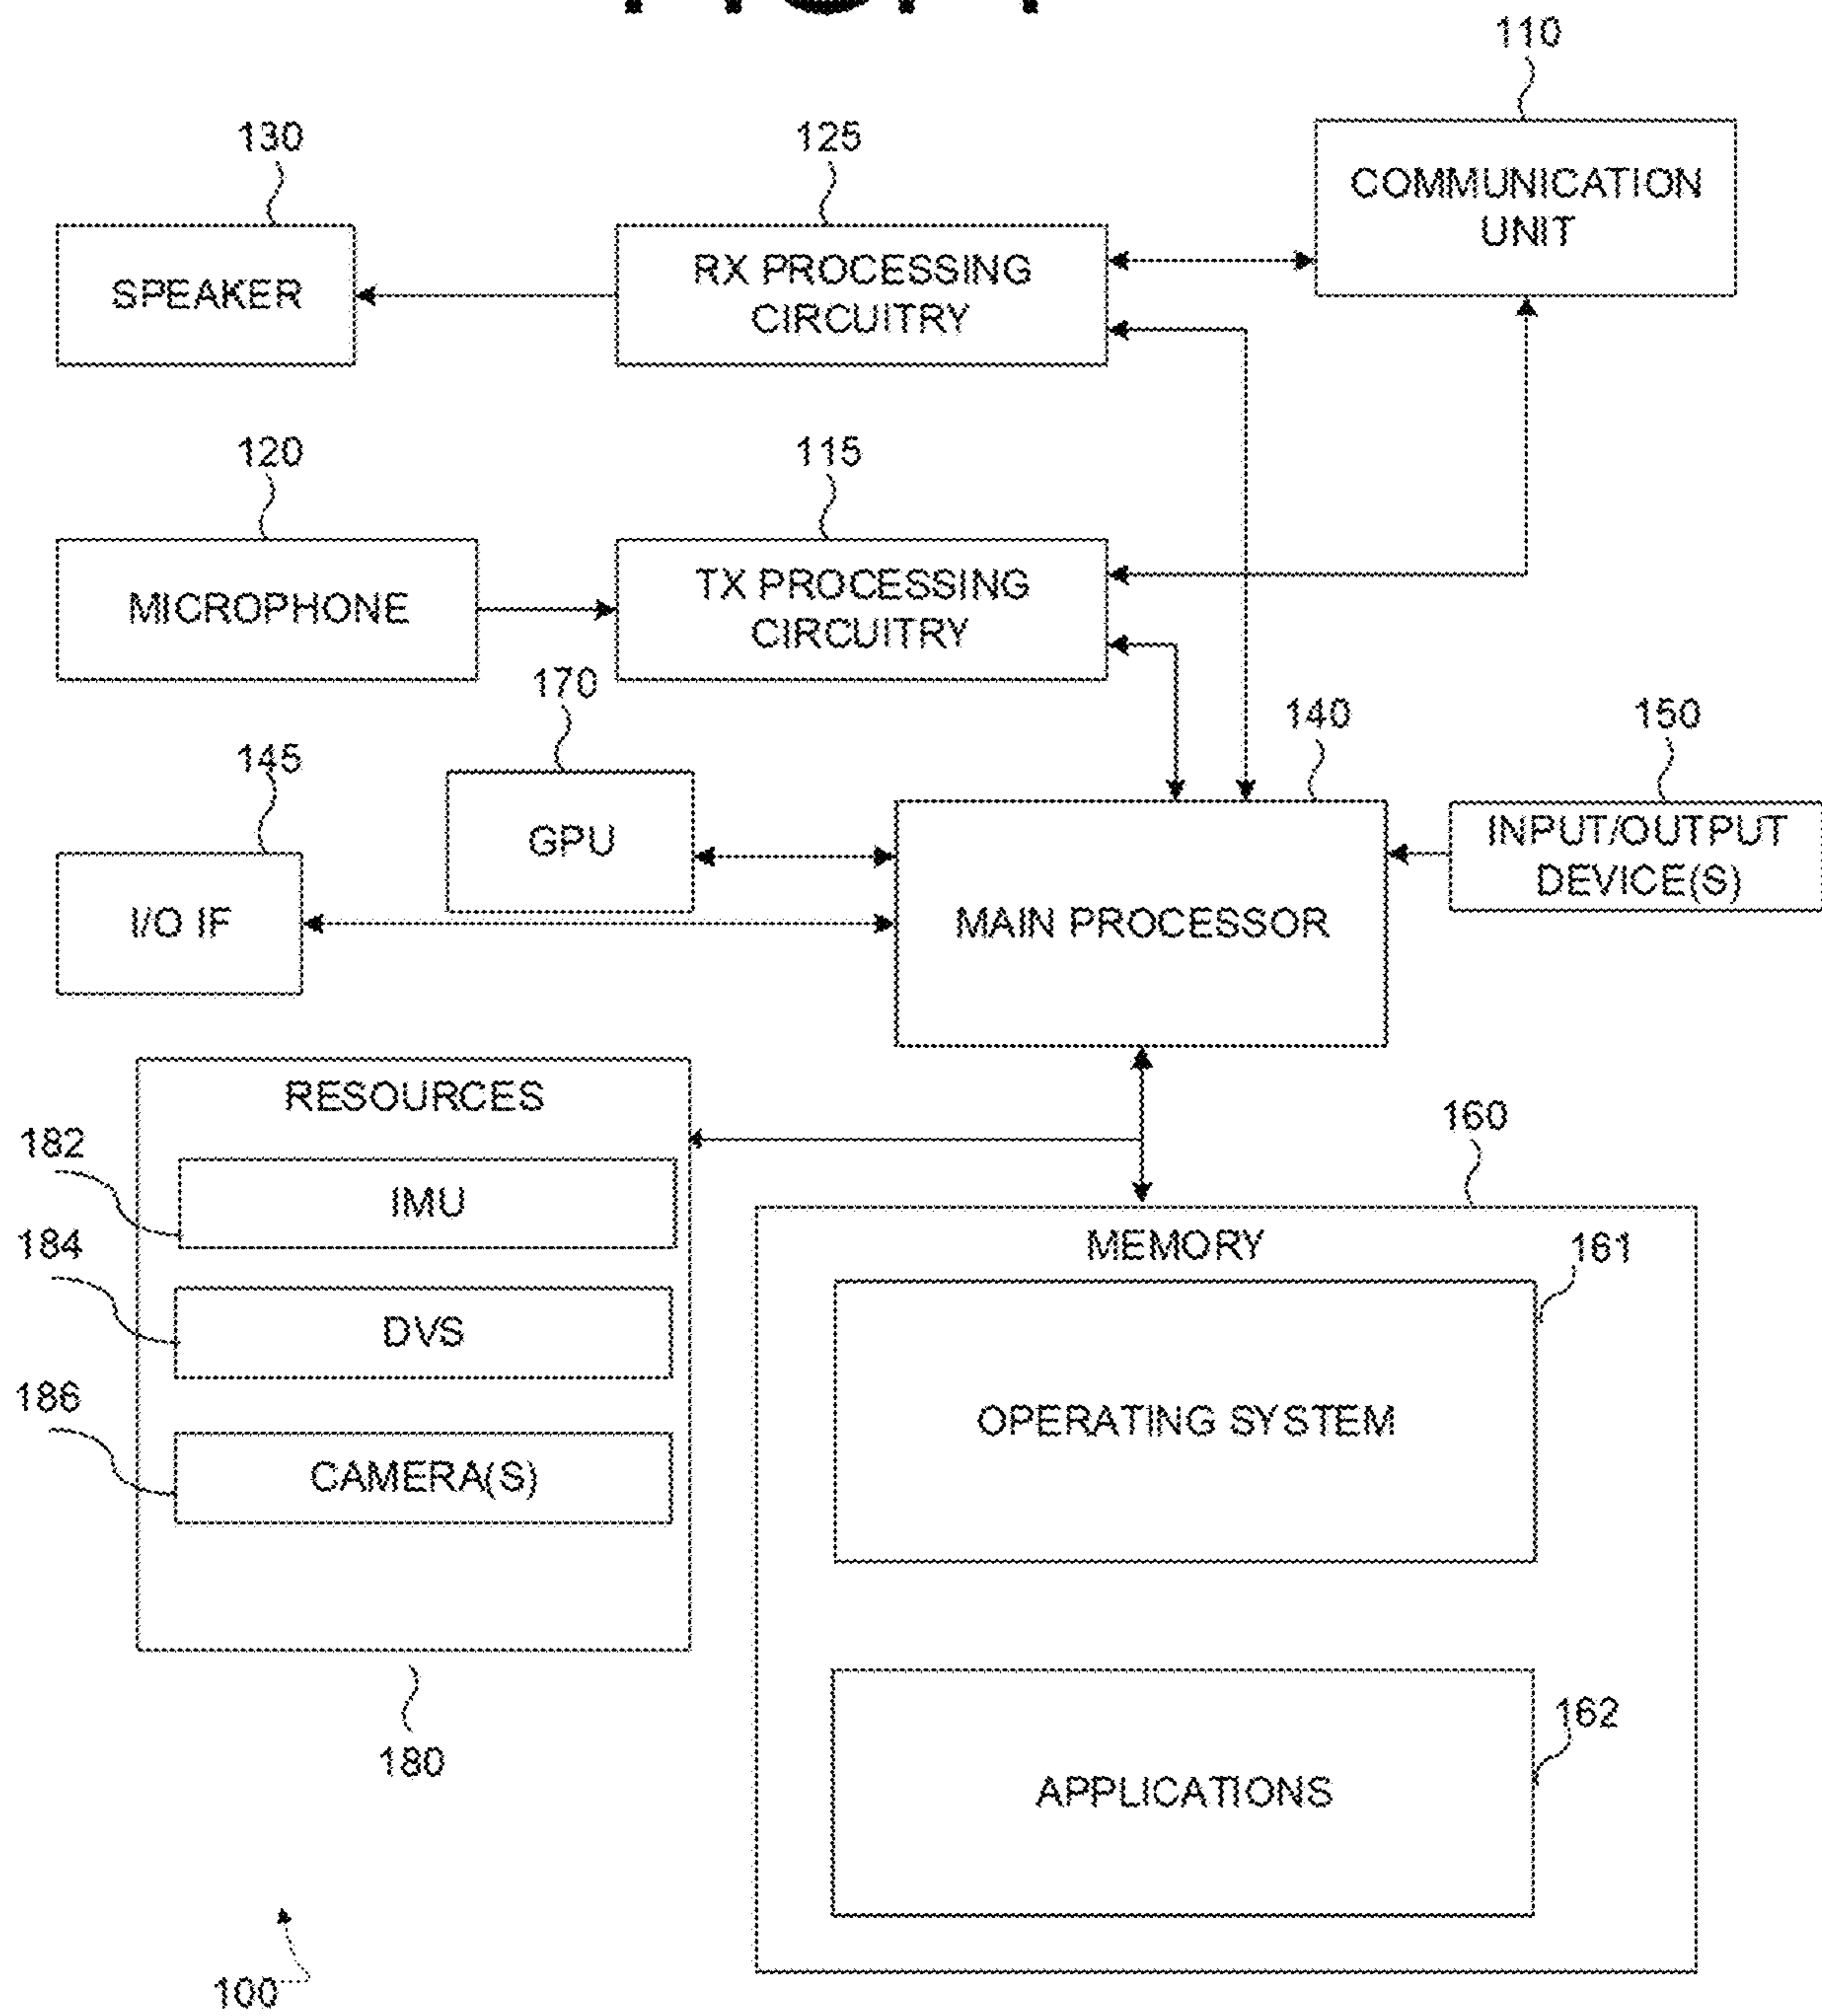 110
130
125
COMMUNICATION
UNIT
SPEAKER
RX PROCESSING
CIRCUITRY
120
115
MICROPHONE
TX PROCESSING
CIRCUITRY
170
140
150
145
GPU
INPUT/OUTPUT
DEVICE(S)
I/O IF
MAIN PROCESSOR
RESOURCES
160
182
IMU
MEMORY
161
184
DVS
OPERATING SYSTEM
186
CAMERA(S)
162
180
APPLICATIONS
100